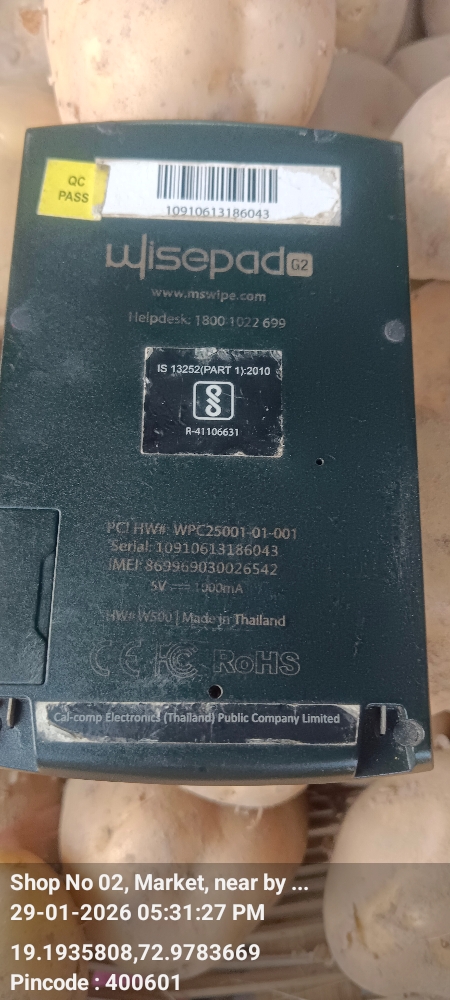 QC
PASS
10910613186043
wisepad G2
www.mswipe.com
Helpdesk: 1800 1022 699
IS 13252(PART 1):2010
R-41106631
PCI HW#: WPC25001-01-001
Serial: 10910613186043
IMEI: 869969030026542
5V ⎓ 1000mA
HW# W500 | Made in Thailand
CE FC RoHS
Cal-comp Electronics (Thailand) Public Company Limited
Shop No 02, Market, near by ...
29-01-2026 05:31:27 PM
19.1935808,72.9783669
Pincode : 400601